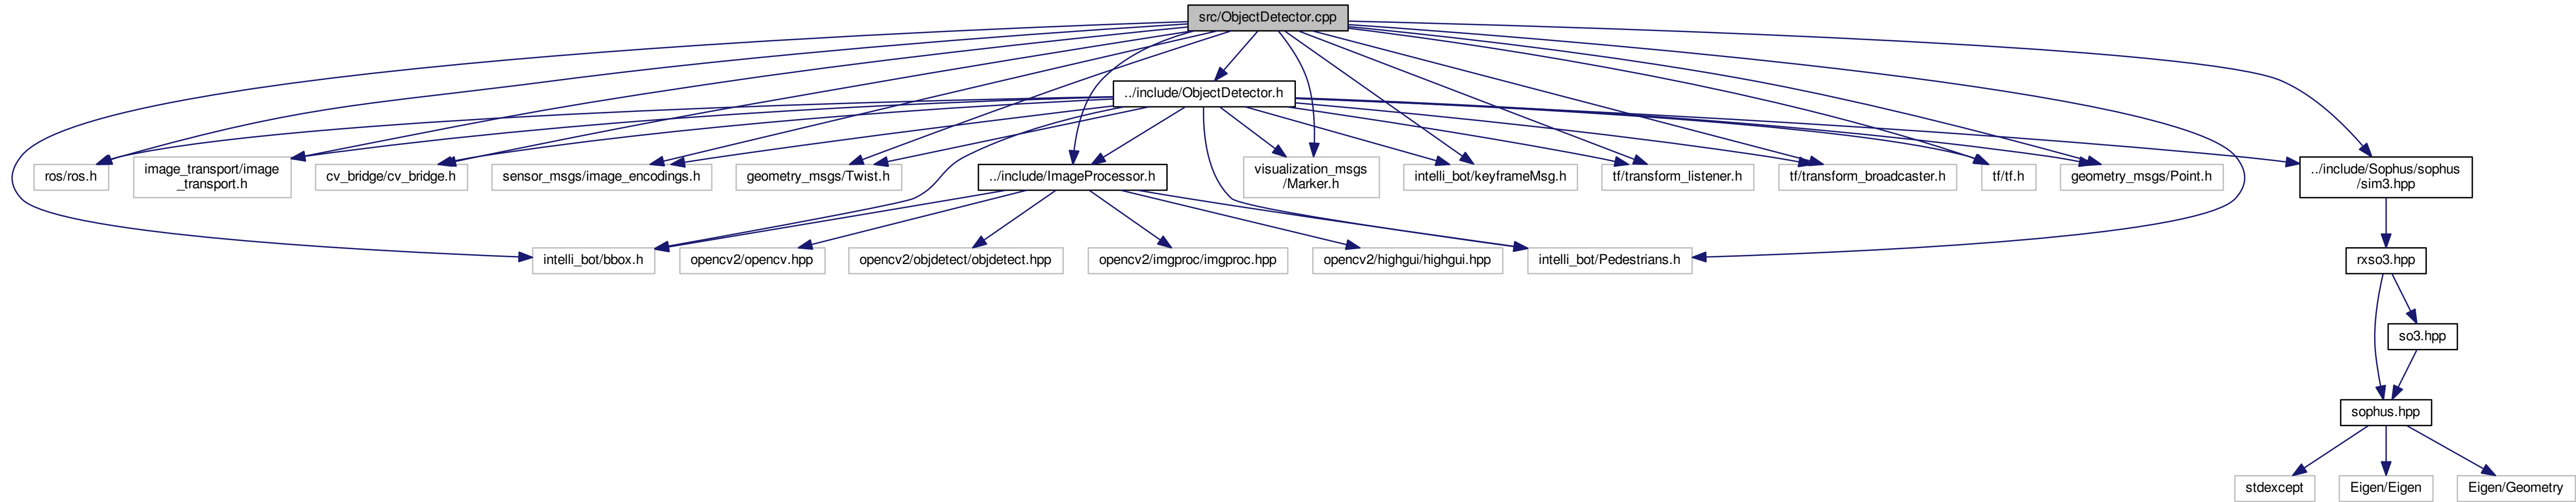 src/ObjectDetector.cpp
../include/ObjectDetector.h
ros/ros.h
image_transport/image
_transport.h
cv_bridge/cv_bridge.h
sensor_msgs/image_encodings.h
geometry_msgs/Twist.h
../include/ImageProcessor.h
visualization_msgs
/Marker.h
intelli_bot/keyframeMsg.h
tf/transform_listener.h
tf/transform_broadcaster.h
tf/tf.h
geometry_msgs/Point.h
../include/Sophus/sophus
/sim3.hpp
intelli_bot/bbox.h
opencv2/opencv.hpp
opencv2/objdetect/objdetect.hpp
opencv2/imgproc/imgproc.hpp
opencv2/highgui/highgui.hpp
intelli_bot/Pedestrians.h
rxso3.hpp
so3.hpp
sophus.hpp
stdexcept
Eigen/Eigen
Eigen/Geometry